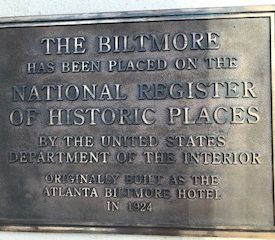 THE BILTMORE
HAS BEEN PLACED ON THE
NATIONAL REGISTER
OF HISTORIC PLACES
BY THE UNITED STATES
DEPARTMENT OF THE INTERIOR
ORIGINALLY BUILT AS THE
ATLANTA BILTMORE HOTEL
IN 1924